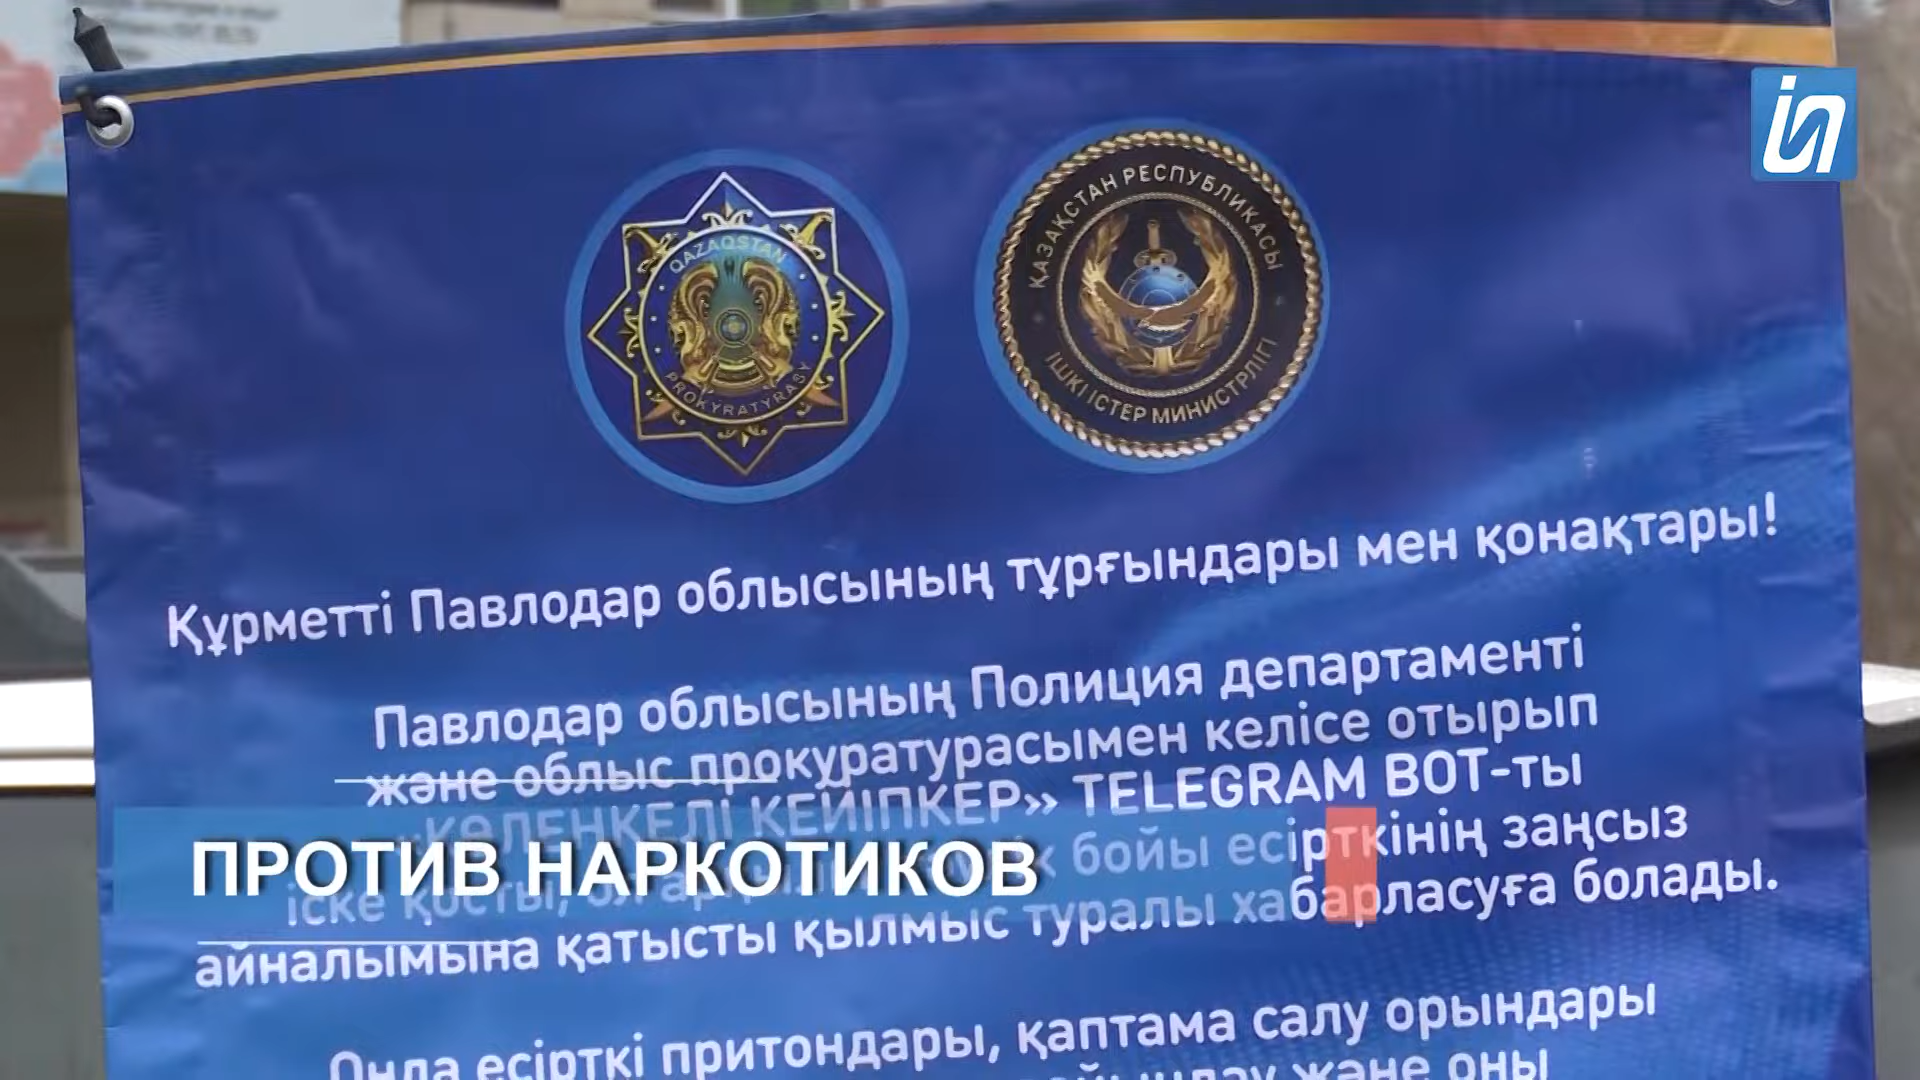 QAZAQSTAN
PROKYRATYRASY
ҚАЗАҚСТАН РЕСПУБЛИКАСЫ
ІШКІ ІСТЕР МИНИСТРЛІГІ
Құрметті Павлодар облысының тұрғындары мен қонақтары!
Павлодар облысының Полиция департаменті
және облыс прокуратурасымен келісе отырып
«КӨЛЕҢКЕЛІ КЕЙІПКЕР» TELEGRAM BOT-ты
іске қосты, бойы есірткінің заңсыз
айналымына қатысты қылмыс туралы хабарласуға болады.
Онда есірткі притондары, қаптама салу орындары
және оны
ПРОТИВ НАРКОТИКОВ